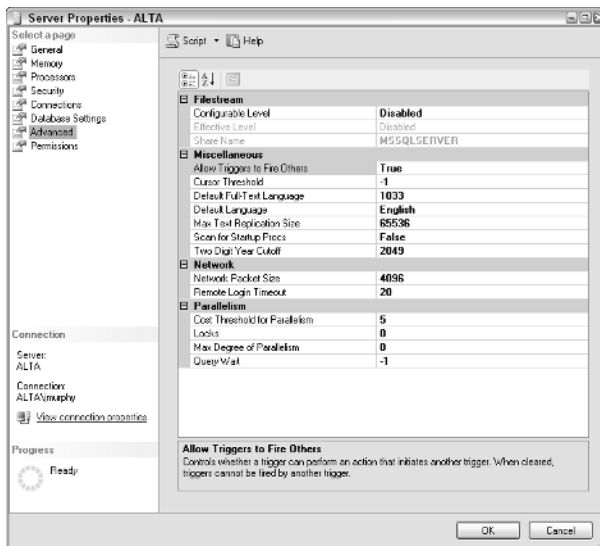 Server Properties - ALTA
Select a page
General
Memory
Processors
Security
Connections
Database Settings
Advanced
Permissions
Script
Help
Filestream
Configurable Level Disabled
Effective Level Disabled
Share Name MSSQLSERVER
Miscellaneous
Allow Triggers to Fire Others True
Cursor Threshold -1
Default Full-Text Language 1033
Default Language English
Max Text Replication Size 65536
Scan for Startup Procs False
Two Digit Year Cutoff 2049
Network
Network Packet Size 4096
Remote Login Timeout 20
Parallelism
Cost Threshold for Parallelism 5
Locks 0
Max Degree of Parallelism 0
Query Wait -1
Connection
Server:
ALTA
Connection:
ALTA\jmurphy
View connection properties
Progress
Ready
Allow Triggers to Fire Others
Controls whether a trigger can perform an action that initiates another trigger. When cleared,
triggers cannot be fired by another trigger.
OK
Cancel